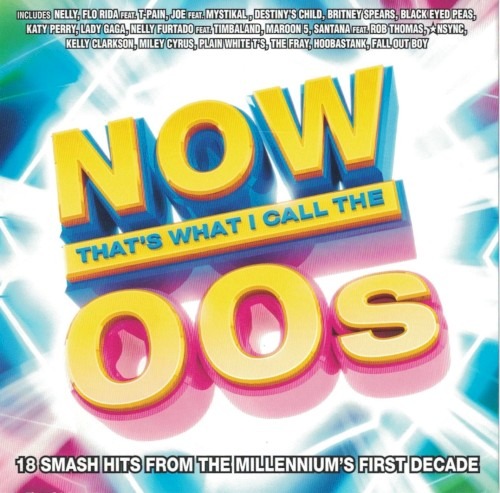 INCLUDES NELLY, FLO RIDA FEAT. T-PAIN, JOE FEAT. MYSTIKAL, DESTINY'S CHILD, BRITNEY SPEARS, BLACK EYED PEAS,
KATY PERRY, LADY GAGA, NELLY FURTADO FEAT. TIMBALAND, MAROON 5, SANTANA FEAT. ROB THOMAS, ★NSYNC,
KELLY CLARKSON, MILEY CYRUS, PLAIN WHITE T'S, THE FRAY, HOOBASTANK, FALL OUT BOY
NOW
THAT'S WHAT I CALL THE
00s
18 SMASH HITS FROM THE MILLENNIUM'S FIRST DECADE